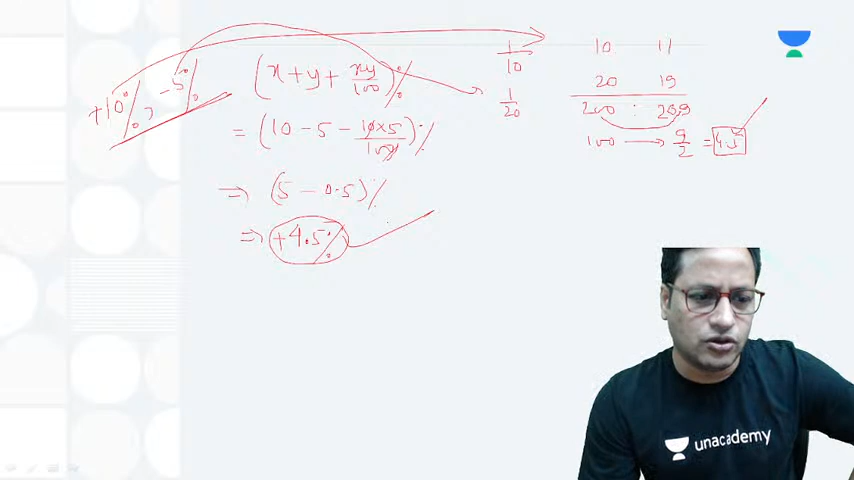 +10%, -5%
(x+y+xy/100)%
= (10-5-10×5/100)%
⇒ (5-0.5)%
⇒ +4.5%
1/10 10 11
1/20 20 19
200 : 209
100 → 9/2 = 4.5
unacademy